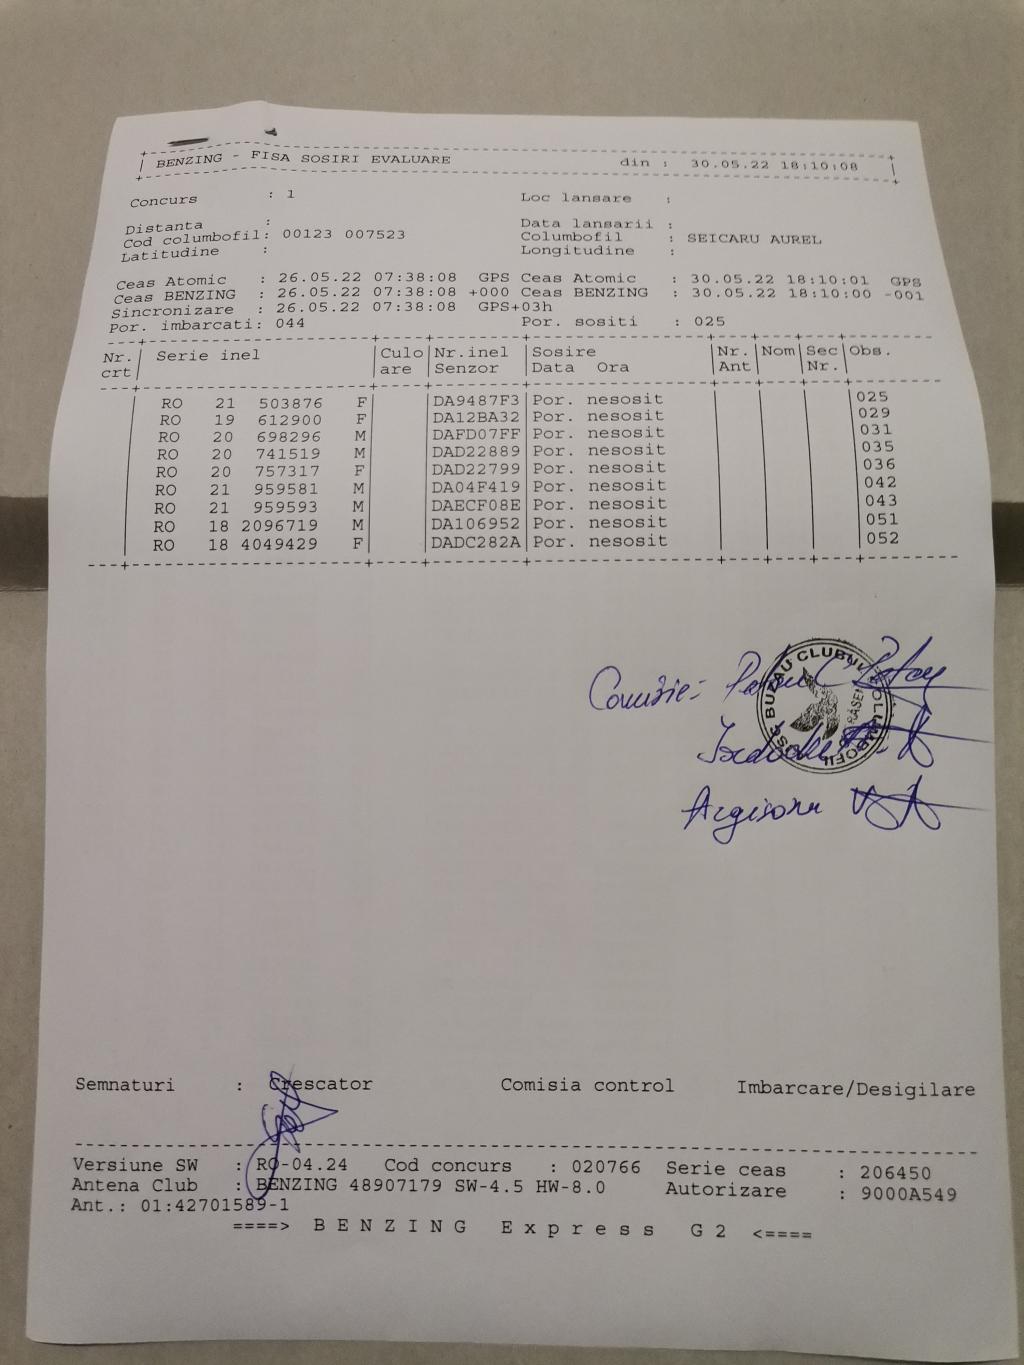 BENZING - FISA SOSIRI EVALUARE din : 30.05.22 18:10:08
Concurs : 1 Loc lansare :
Distanta : Data lansarii :
Cod columbofil: 00123 007523 Columbofil : SEICARU AUREL
Latitudine : Longitudine :
Ceas Atomic : 26.05.22 07:38:08 GPS Ceas Atomic : 30.05.22 18:10:01 GPS
Ceas BENZING : 26.05.22 07:38:08 +000 Ceas BENZING : 30.05.22 18:10:00 -001
Sincronizare : 26.05.22 07:38:08 GPS+03h
Por. imbarcati: 044 Por. sositi : 025
Nr. Serie inel Culo Nr.inel Sosire Nr. Nom Sec Obs.
crt are Senzor Data Ora Ant Nr.
RO 21 503876 F DA9487F3 Por. nesosit 025
RO 19 612900 F DA12BA32 Por. nesosit 029
RO 20 698296 M DAFD07FF Por. nesosit 031
RO 20 741519 M DAD22889 Por. nesosit 035
RO 20 757317 F DAD22799 Por. nesosit 036
RO 21 959581 M DA04F419 Por. nesosit 042
RO 21 959593 M DAECF08E Por. nesosit 043
RO 18 2096719 M DA106952 Por. nesosit 051
RO 18 4049429 F DADC282A Por. nesosit 052
Comisie:
CLUBUL COLUMBOFIL BUZAU
Semnaturi : Crescator Comisia control Imbarcare/Desigilare
Versiune SW : RO-04.24 Cod concurs : 020766 Serie ceas : 206450
Antena Club : BENZING 48907179 SW-4.5 HW-8.0 Autorizare : 9000A549
Ant.: 01:42701589-1
====> BENZING Express G2 <====